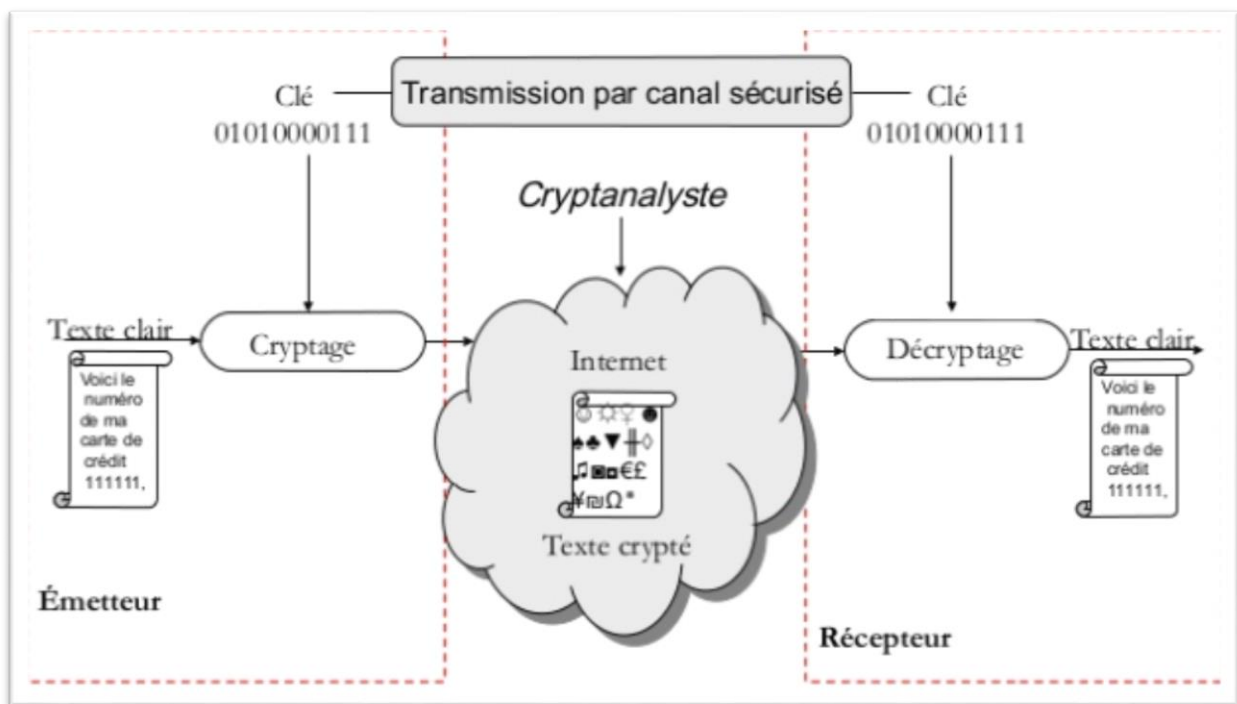 Clé
01010000111
Transmission par canal sécurisé
Clé
01010000111
Cryptanalyste
Texte clair
Cryptage
Voici le
numéro
de ma
carte de
crédit
111111,
Internet
☺☼♀☻
♠♣▼╫◊
♫◙◘€£
¥₪Ω°
Texte crypté
Décryptage
Texte clair
Voici le
numéro
de ma
carte de
crédit
111111,
Émetteur
Récepteur